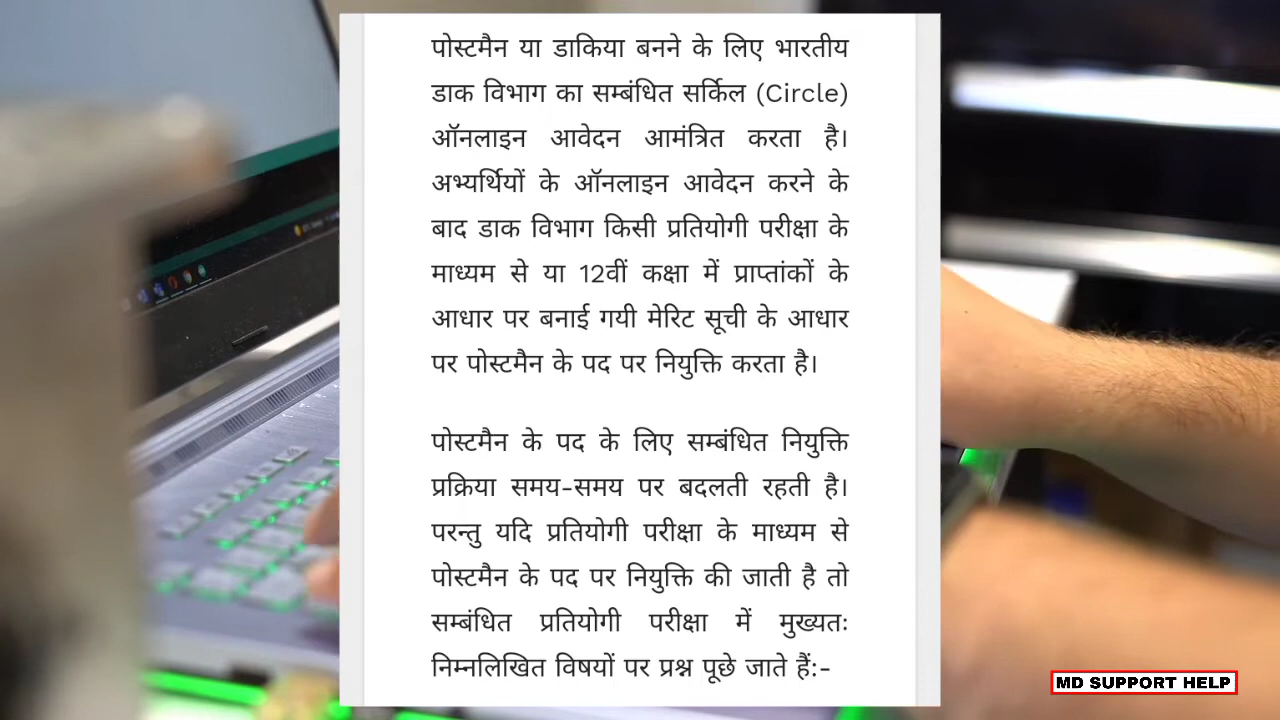 पोस्टमैन या डाकिया बनने के लिए भारतीय
डाक विभाग का सम्बंधित सर्किल (Circle)
ऑनलाइन आवेदन आमंत्रित करता है।
अभ्यर्थियों के ऑनलाइन आवेदन करने के
बाद डाक विभाग किसी प्रतियोगी परीक्षा के
माध्यम से या 12वीं कक्षा में प्राप्तांकों के
आधार पर बनाई गयी मेरिट सूची के आधार
पर पोस्टमैन के पद पर नियुक्ति करता है।
पोस्टमैन के पद के लिए सम्बंधित नियुक्ति
प्रक्रिया समय-समय पर बदलती रहती है।
परन्तु यदि प्रतियोगी परीक्षा के माध्यम से
पोस्टमैन के पद पर नियुक्ति की जाती है तो
सम्बंधित प्रतियोगी परीक्षा में मुख्यतः
निम्नलिखित विषयों पर प्रश्न पूछे जाते हैं:-
MD SUPPORT HELP